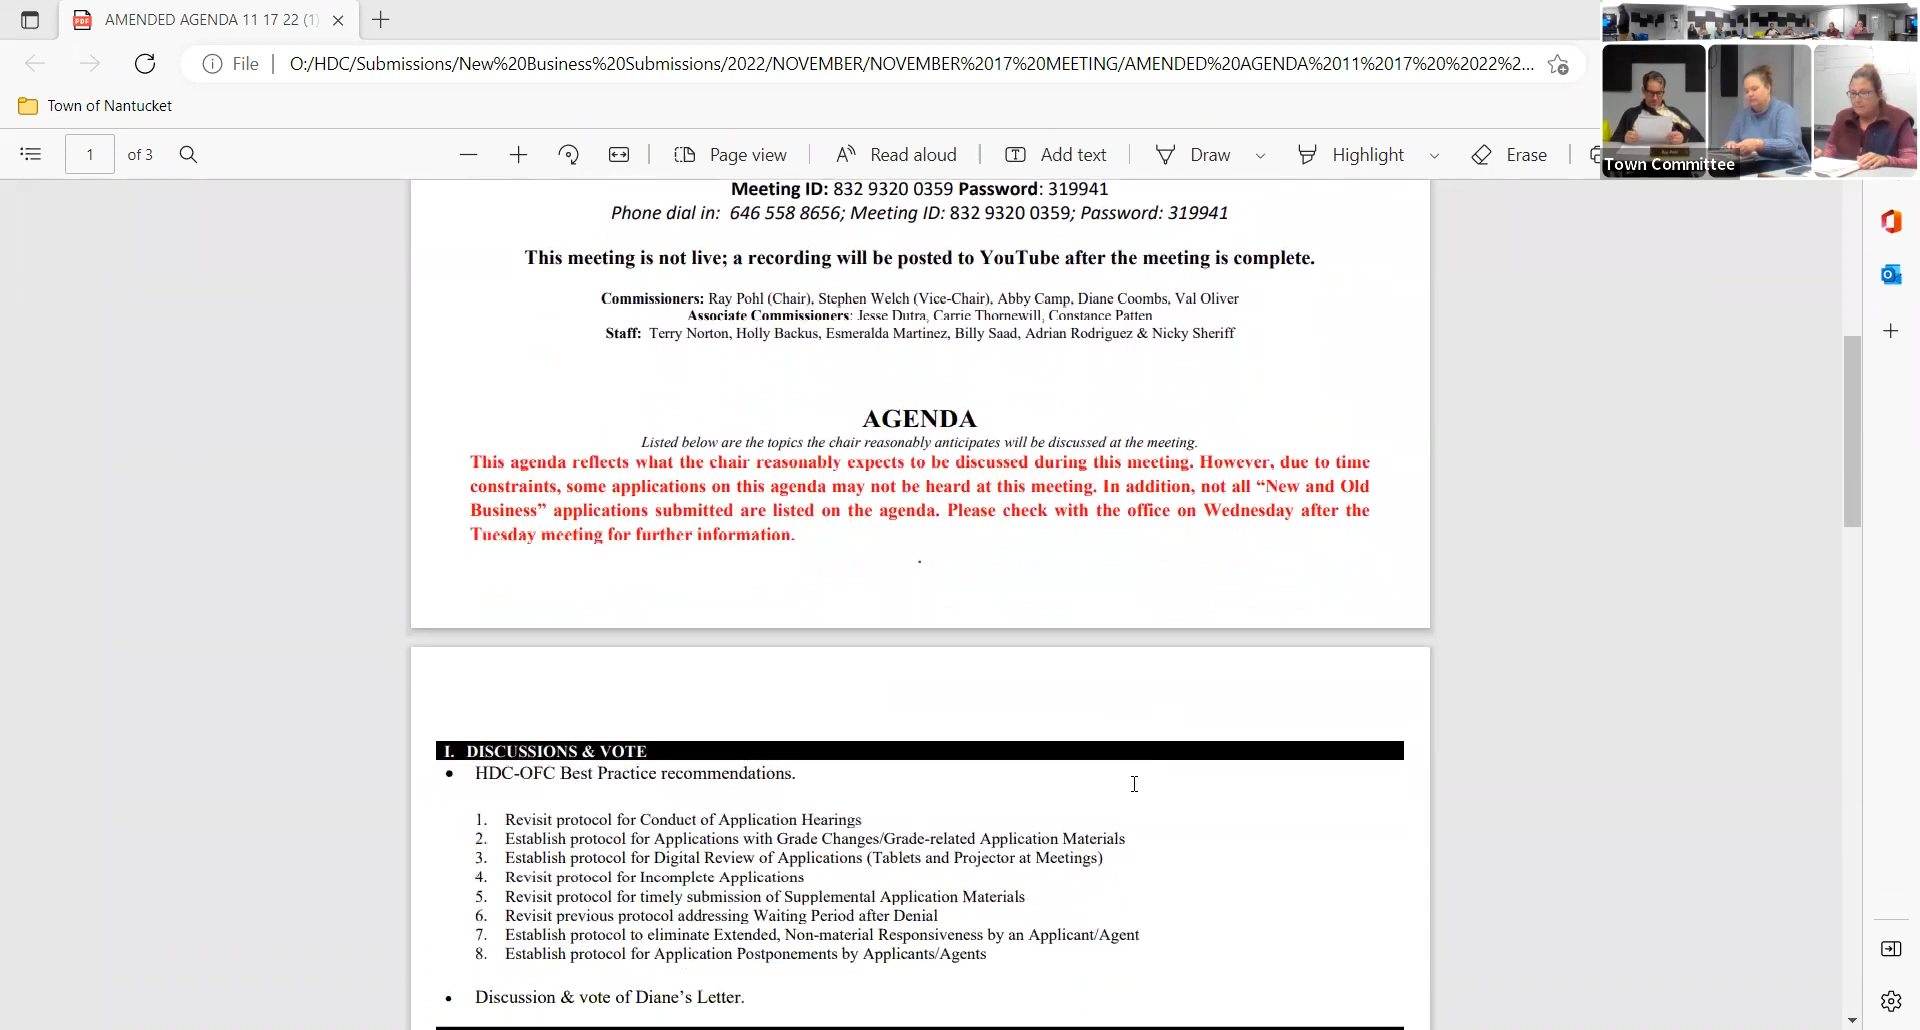 AMENDED AGENDA 11 17 22 (1)
File
O:/HDC/Submissions/New%20Business%20Submissions/2022/NOVEMBER/NOVEMBER%2017%20MEETING/AMENDED%20AGENDA%2011%2017%20%2022%2...
Town of Nantucket
1 of 3
Page view
Read aloud
Add text
Draw
Highlight
Erase
Town Committee
Meeting ID: 832 9320 0359 Password: 319941
Phone dial in: 646 558 8656; Meeting ID: 832 9320 0359; Password: 319941
This meeting is not live; a recording will be posted to YouTube after the meeting is complete.
Commissioners: Ray Pohl (Chair), Stephen Welch (Vice-Chair), Abby Camp, Diane Coombs, Val Oliver
Associate Commissioners: Jesse Dutra, Carrie Thornewill, Constance Patten
Staff: Terry Norton, Holly Backus, Esmeralda Martinez, Billy Saad, Adrian Rodriguez & Nicky Sheriff
AGENDA
Listed below are the topics the chair reasonably anticipates will be discussed at the meeting.
This agenda reflects what the chair reasonably expects to be discussed during this meeting. However, due to time
constraints, some applications on this agenda may not be heard at this meeting. In addition, not all “New and Old
Business” applications submitted are listed on the agenda. Please check with the office on Wednesday after the
Tuesday meeting for further information.
.
I. DISCUSSIONS & VOTE
• HDC-OFC Best Practice recommendations.
1. Revisit protocol for Conduct of Application Hearings
2. Establish protocol for Applications with Grade Changes/Grade-related Application Materials
3. Establish protocol for Digital Review of Applications (Tablets and Projector at Meetings)
4. Revisit protocol for Incomplete Applications
5. Revisit protocol for timely submission of Supplemental Application Materials
6. Revisit previous protocol addressing Waiting Period after Denial
7. Establish protocol to eliminate Extended, Non-material Responsiveness by an Applicant/Agent
8. Establish protocol for Application Postponements by Applicants/Agents
• Discussion & vote of Diane’s Letter.